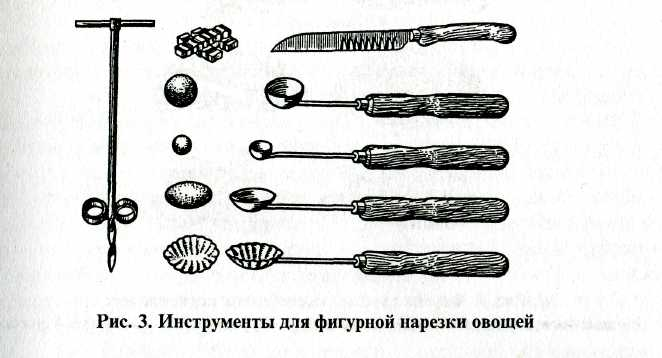 Рис. 3. Инструменты для фигурной нарезки овощей